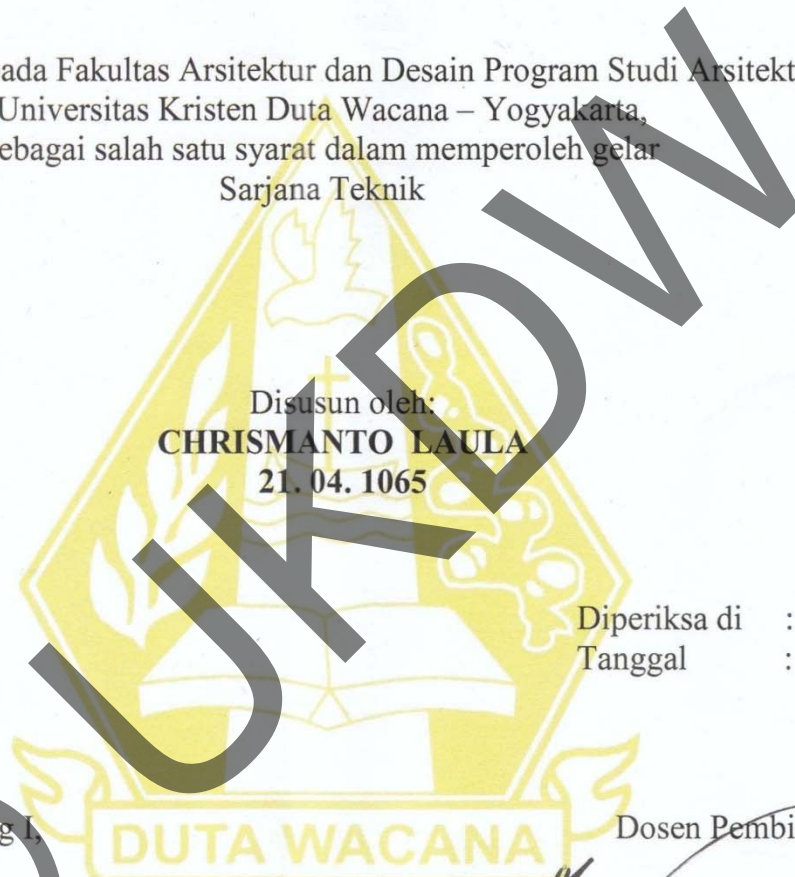 ada Fakultas Arsitektur dan Desain Program Studi Arsitekt
Universitas Kristen Duta Wacana – Yogyakarta,
ebagai salah satu syarat dalam memperoleh gelar
Sarjana Teknik
Disusun oleh:
CHRISMANTO LAULA
21. 04. 1065
Diperiksa di :
Tanggal :
g I,
Dosen Pembi
DUTA WACANA
UKDW